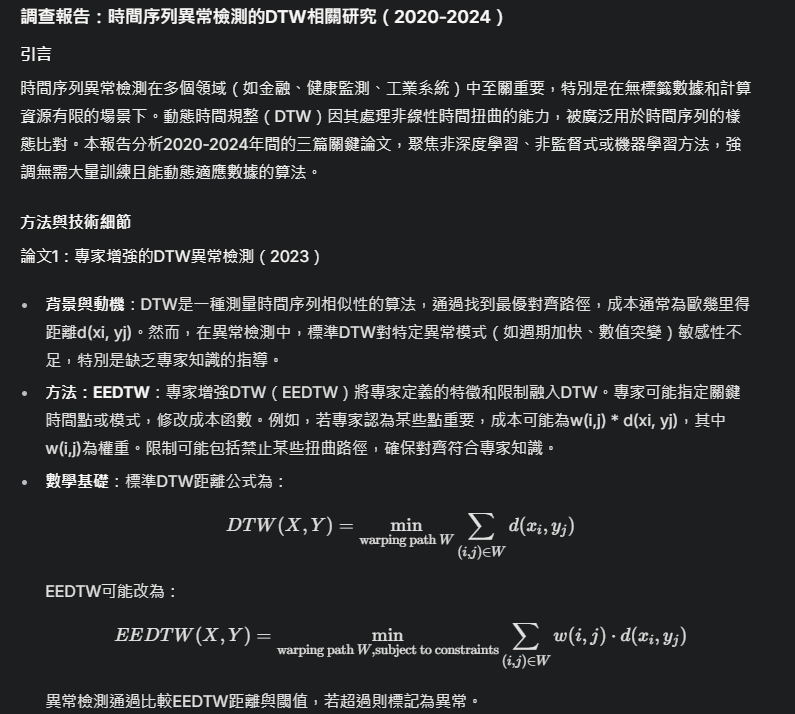 調查報告：時間序列異常檢測的DTW相關研究（2020-2024）
引言
時間序列異常檢測在多個領域（如金融、健康監測、工業系統）中至關重要，特別是在無標籤數據和計算
資源有限的場景下。動態時間規整（DTW）因其處理非線性時間扭曲的能力，被廣泛用於時間序列的樣
態比對。本報告分析2020-2024年間的三篇關鍵論文，聚焦非深度學習、非監督式或機器學習方法，強
調無需大量訓練且能動態適應數據的算法。
方法與技術細節
論文1：專家增強的DTW異常檢測（2023）
• 背景與動機：DTW是一種測量時間序列相似性的算法，通過找到最優對齊路徑，成本通常為歐幾里得
距離d(xi, yj)。然而，在異常檢測中，標準DTW對特定異常模式（如週期加快、數值突變）敏感性不
足，特別是缺乏專家知識的指導。
• 方法：EEDTW：專家增強DTW（EEDTW）將專家定義的特徵和限制融入DTW。專家可能指定關鍵
時間點或模式，修改成本函數。例如，若專家認為某些點重要，成本可能為w(i,j) * d(xi, yj)，其中
w(i,j)為權重。限制可能包括禁止某些扭曲路徑，確保對齊符合專家知識。
• 數學基礎：標準DTW距離公式為：
DTW(X, Y) = min warping path W ∑ (i,j)∈W d(x_i, y_j)
EEDTW可能改為：
EEDTW(X, Y) = min warping path W,subject to constraints ∑ (i,j)∈W w(i, j) · d(x_i, y_j)
異常檢測通過比較EEDTW距離與閾值，若超過則標記為異常。